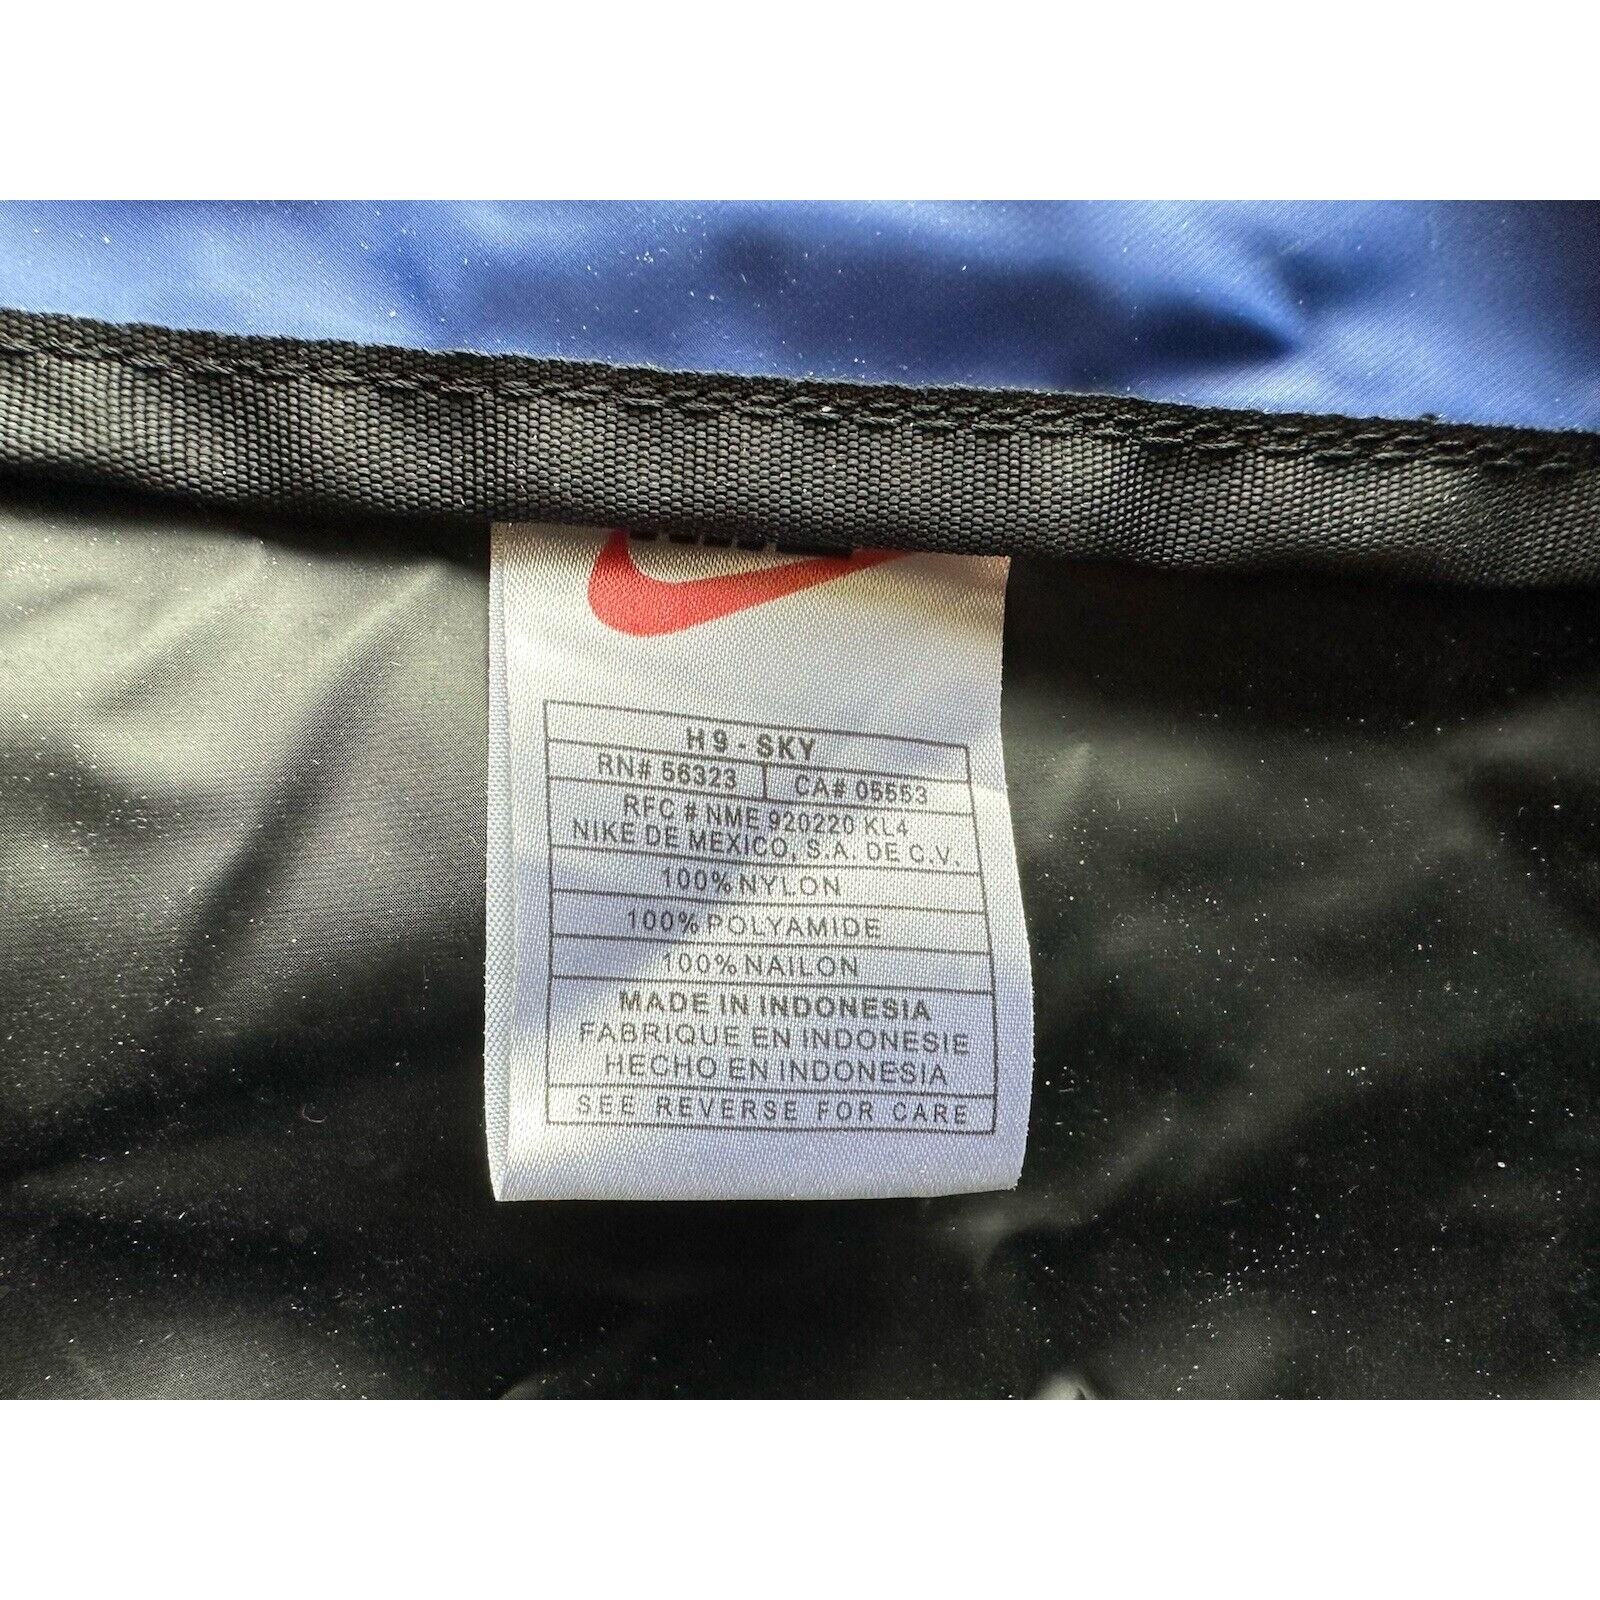 H9-SKY
RN# 56323 CA# 05553
RFC # NME 920220 KL4
NIKE DE MEXICO, S.A. DE C.V.
100% NYLON
100% POLYAMIDE
100% NAILON
MADE IN INDONESIA
FABRIQUE EN INDONESIE
HECHO EN INDONESIA
SEE REVERSE FOR CARE